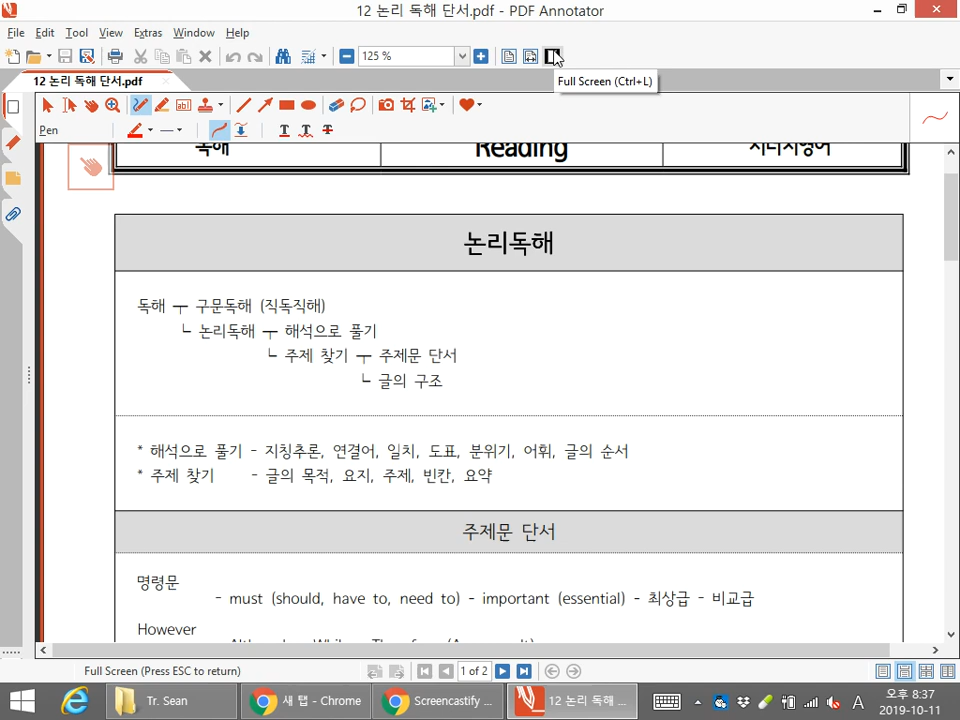 12 논리 독해 단서.pdf - PDF Annotator
File Edit Tool View Extras Window Help
125 %
12 논리 독해 단서.pdf
Full Screen (Ctrl+L)
Pen
독해 Reading 시너지영어
논리독해
독해 ┬ 구문독해 (직독직해)
└ 논리독해 ┬ 해석으로 풀기
└ 주제 찾기 ┬ 주제문 단서
└ 글의 구조
* 해석으로 풀기 - 지칭추론, 연결어, 일치, 도표, 분위기, 어휘, 글의 순서
* 주제 찾기 - 글의 목적, 요지, 주제, 빈칸, 요약
주제문 단서
명령문
- must (should, have to, need to) - important (essential) - 최상급 - 비교급
However
Full Screen (Press ESC to return)
1 of 2
Tr. Sean
새 탭 - Chrome
Screencastify ...
12 논리 독해 ...
A
오후 8:37
2019-10-11